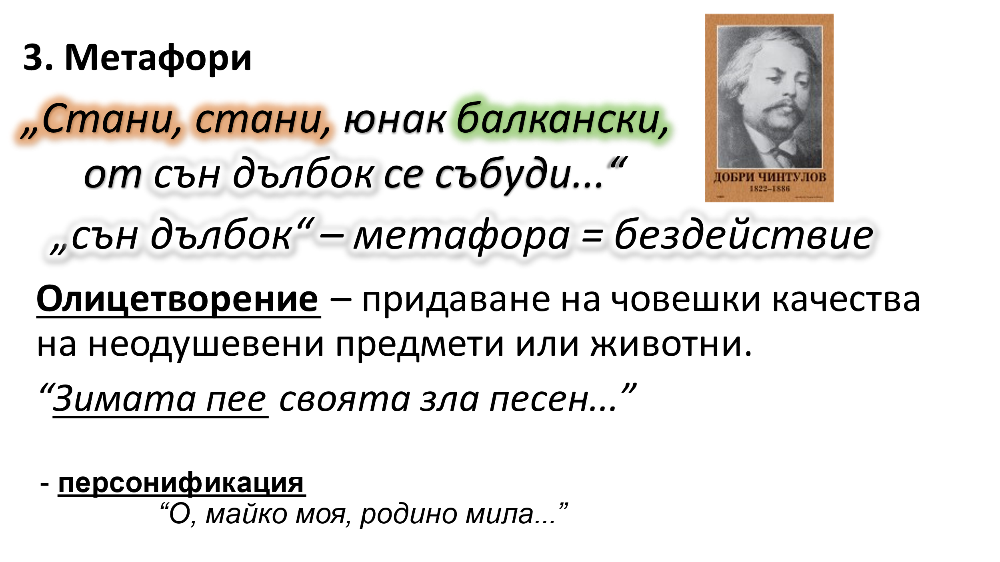 3. Метафори
„Стани, стани, юнак балкански,
от сън дълбок се събуди...“
ДОБРИ ЧИНТУЛОВ
1822–1886
„сън дълбок“ – метафора = бездействие
Олицетворение – придаване на човешки качества
на неодушевени предмети или животни.
“Зимата пее своята зла песен...”
- персонификация
“О, майко моя, родино мила...”